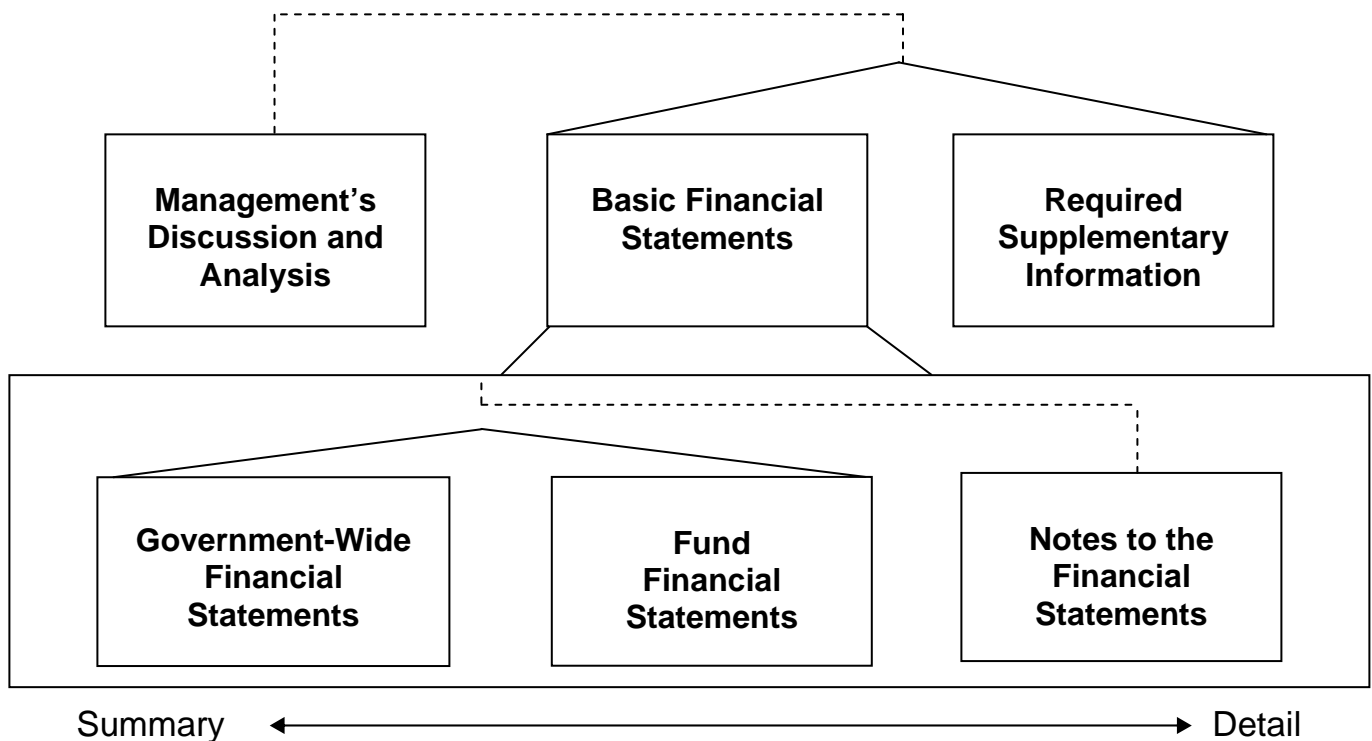 Management’s
Discussion and
Analysis
Basic Financial
Statements
Required
Supplementary
Information
Government-Wide
Financial
Statements
Fund
Financial
Statements
Notes to the
Financial
Statements
Summary
Detail